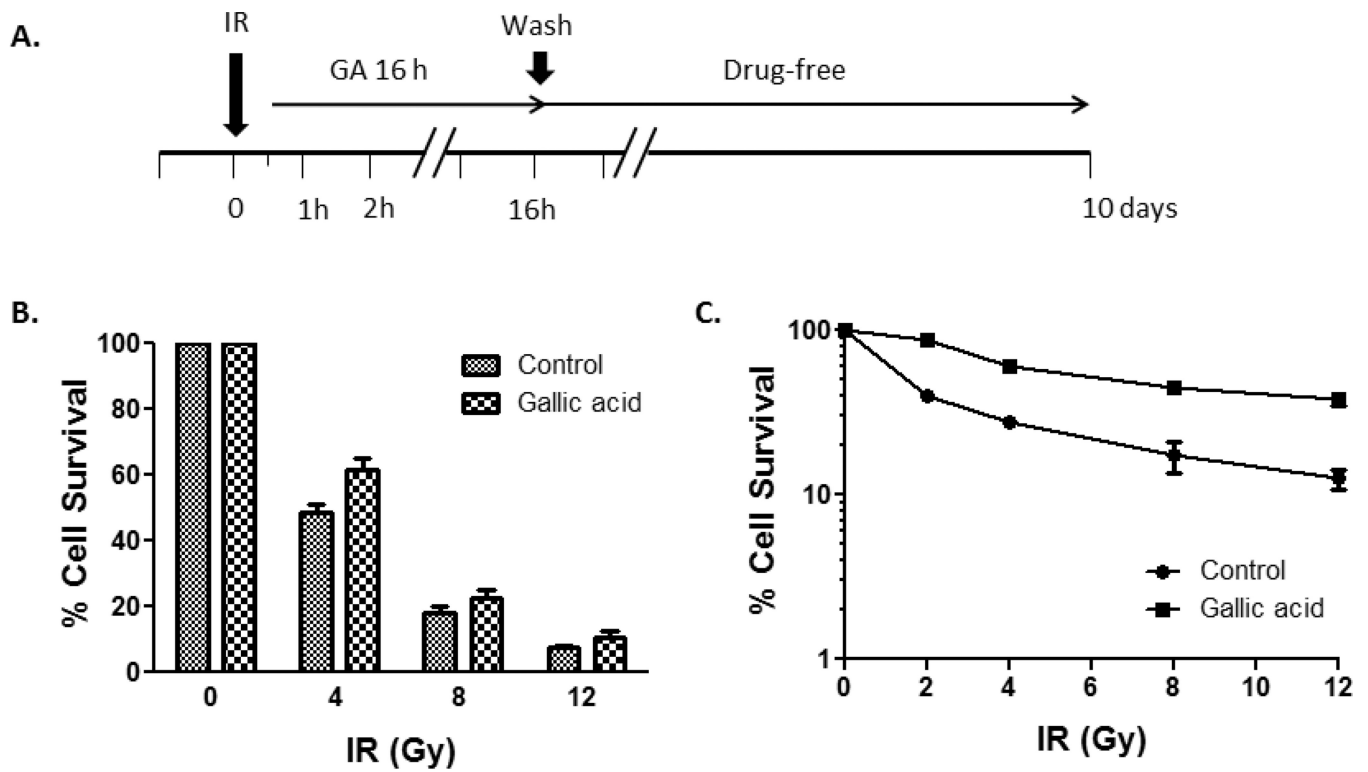 A.
IR
Wash
GA 16 h
Drug-free
0
1h
2h
16h
10 days
B.
% Cell Survival
100
80
60
40
20
0
Control
Gallic acid
0
4
8
12
IR (Gy)
C.
% Cell Survival
100
10
1
Control
Gallic acid
0
2
4
6
8
10
12
IR (Gy)